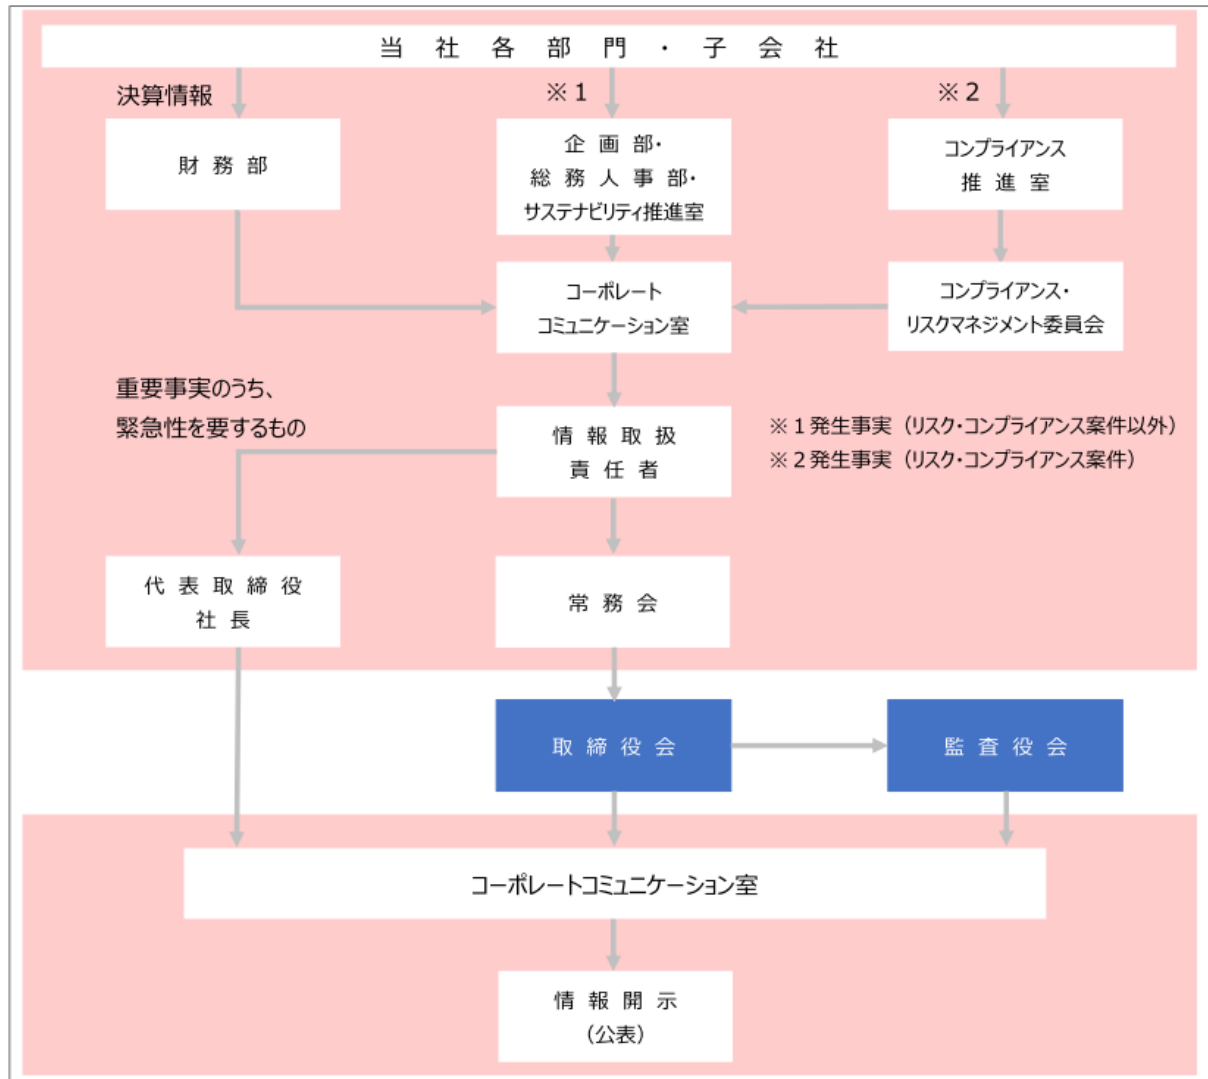 当社各部門・子会社
決算情報
※1
※2
財務部
企画部・
総務人事部・
サステナビリティ推進室
コンプライアンス
推進室
コーポレート
コミュニケーション室
コンプライアンス・
リスクマネジメント委員会
重要事実のうち、
緊急性を要するもの
情報取扱
責任者
※1発生事実（リスク・コンプライアンス案件以外）
※2発生事実（リスク・コンプライアンス案件）
代表取締役
社長
常務会
取締役会
監査役会
コーポレートコミュニケーション室
情報開示
（公表）